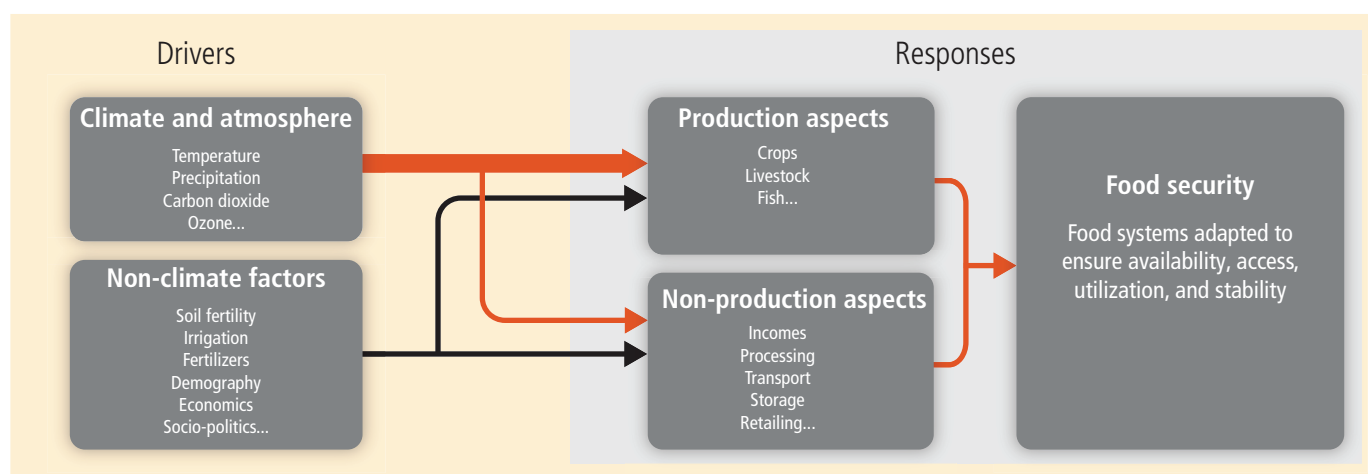 Drivers
Responses
Climate and atmosphere
Temperature
Precipitation
Carbon dioxide
Ozone...
Non-climate factors
Soil fertility
Irrigation
Fertilizers
Demography
Economics
Socio-politics...
Production aspects
Crops
Livestock
Fish...
Non-production aspects
Incomes
Processing
Transport
Storage
Retailing...
Food security
Food systems adapted to
ensure availability, access,
utilization, and stability